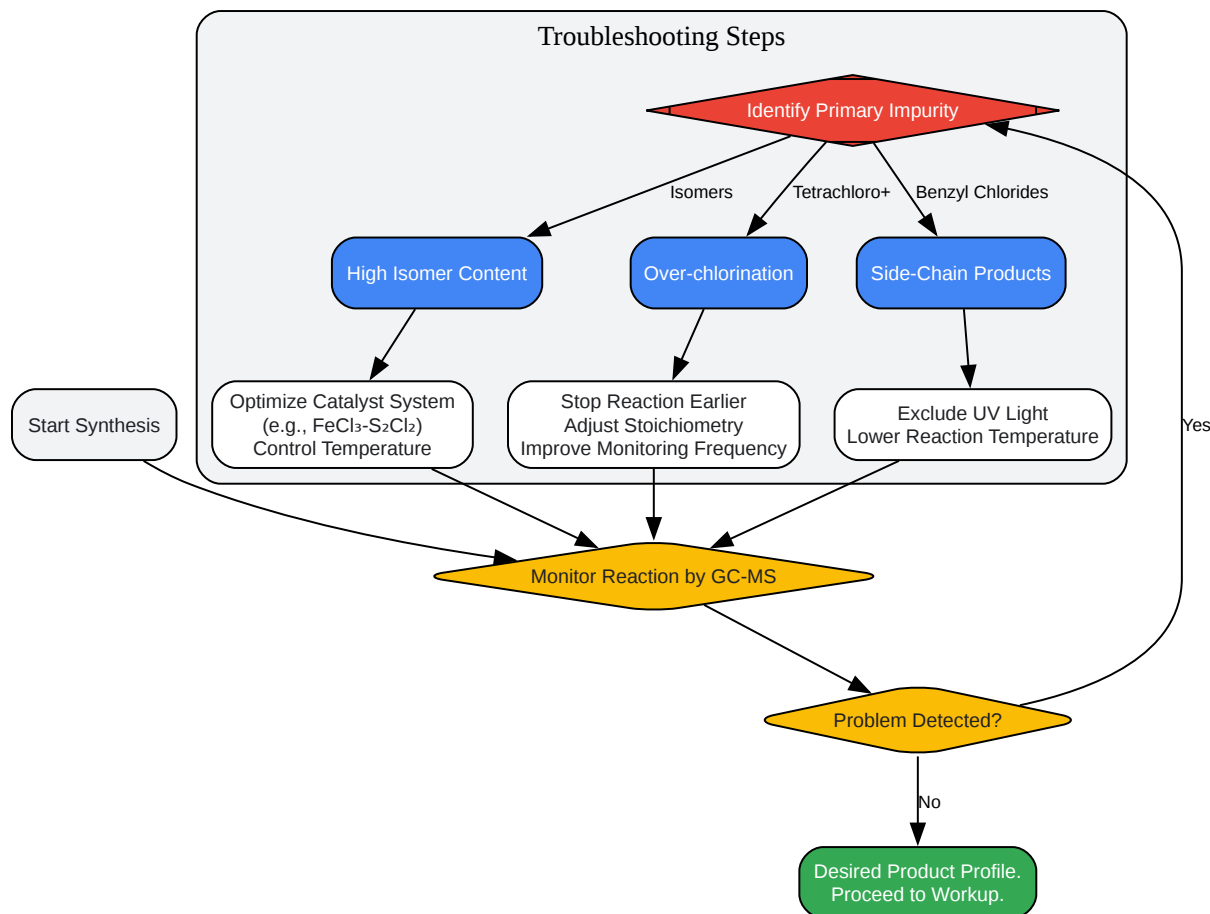 Troubleshooting Steps
Identify Primary Impurity
Isomers
Tetrachloro+
Benzyl Chlorides
High Isomer Content
Over-chlorination
Side-Chain Products
Start Synthesis
Optimize Catalyst System
(e.g., FeCl₃-S₂Cl₂)
Control Temperature
Stop Reaction Earlier
Adjust Stoichiometry
Improve Monitoring Frequency
Exclude UV Light
Lower Reaction Temperature
Yes
Monitor Reaction by GC-MS
Problem Detected?
No
Desired Product Profile.
Proceed to Workup.